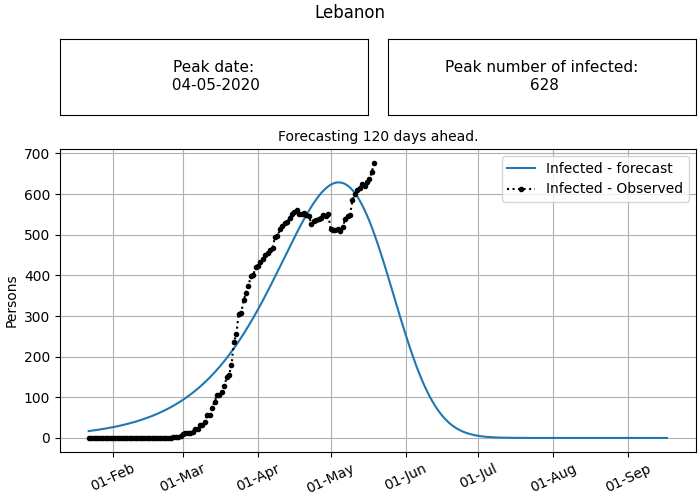 Lebanon
Peak date:
04-05-2020
Peak number of infected:
628
Forecasting 120 days ahead.
700
600
500
400
300
200
100
0
Persons
Infected - forecast
Infected - Observed
01-Feb
01-Mar
01-Apr
01-May
01-Jun
01-Jul
01-Aug
01-Sep